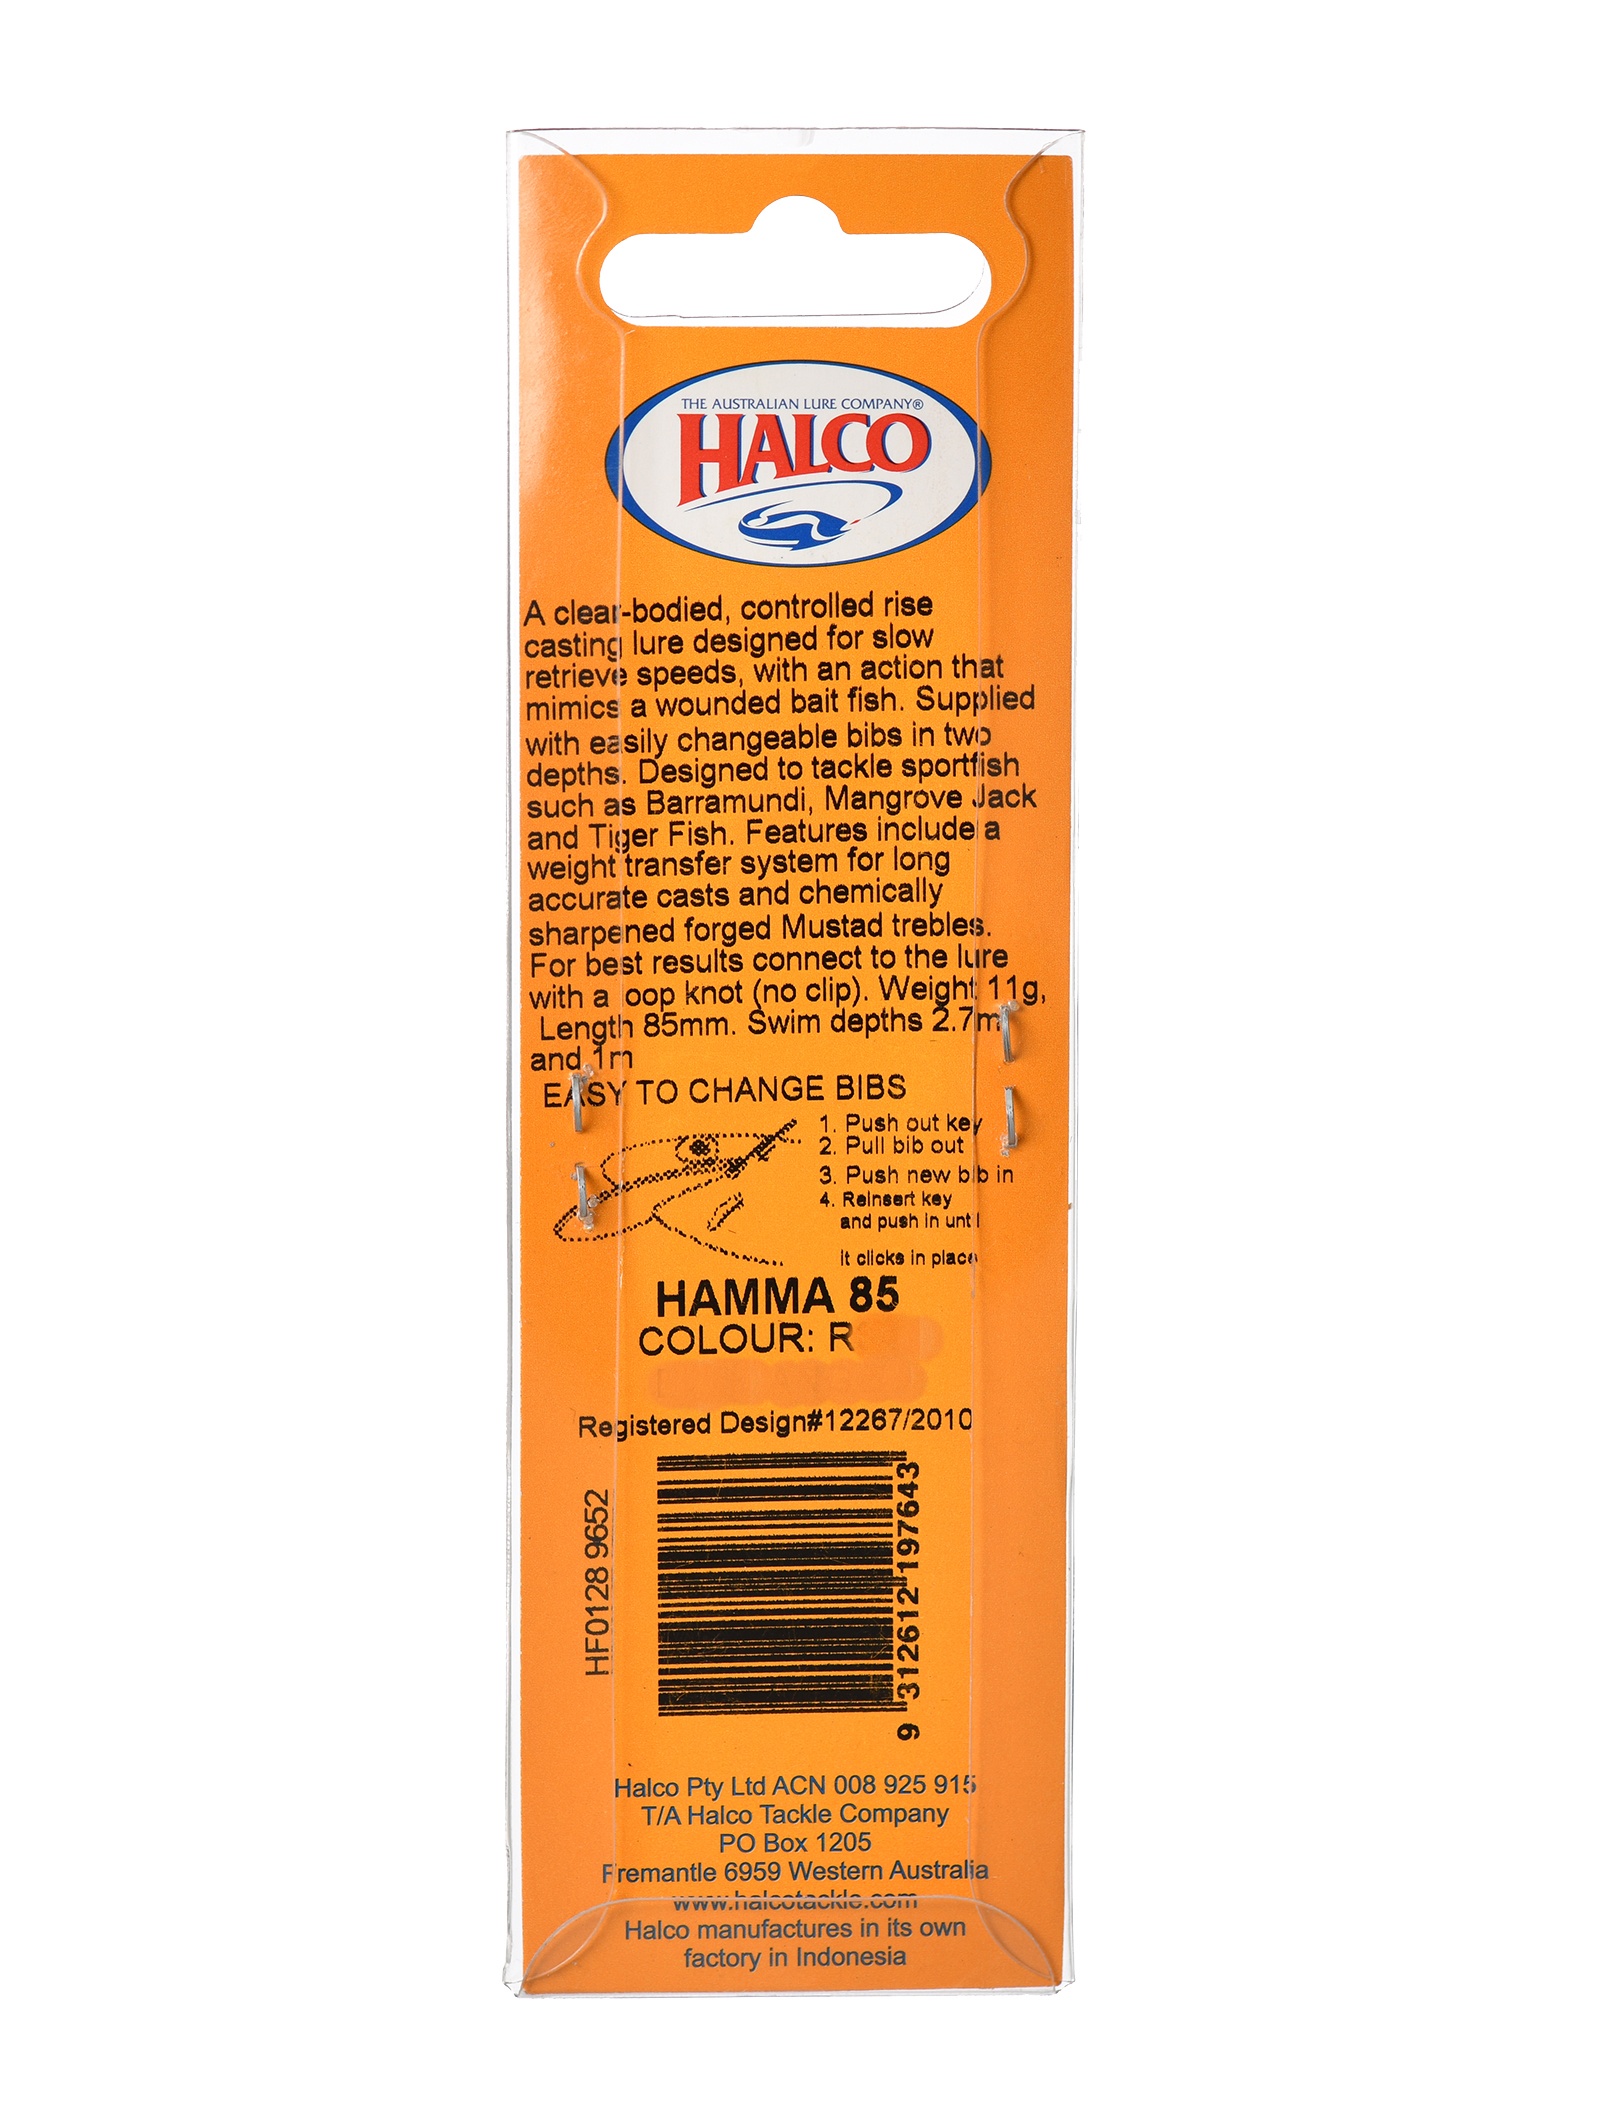 THE AUSTRALIAN LURE COMPANY®
HALCO
A clear-bodied, controlled rise
casting lure designed for slow
retrieve speeds, with an action that
mimics a wounded bait fish. Supplied
with easily changeable bibs in two
depths. Designed to tackle sportfish
such as Barramundi, Mangrove Jack
and Tiger Fish. Features include a
weight transfer system for long
accurate casts and chemically
sharpened forged Mustad trebles.
For best results connect to the lure
with a loop knot (no clip). Weight 11g,
Length 85mm. Swim depths 2.7m
and 1m
EASY TO CHANGE BIBS
1. Push out key
2. Pull bib out
3. Push new bib in
4. Reinsert key
and push in until
it clicks in place
HAMMA 85
COLOUR: R
Registered Design#12267/2010
HF0128 9652
9 312612 197643
Halco Pty Ltd ACN 008 925 915
T/A Halco Tackle Company
PO Box 1205
Fremantle 6959 Western Australia
www.halcotackle.com
Halco manufactures in its own
factory in Indonesia